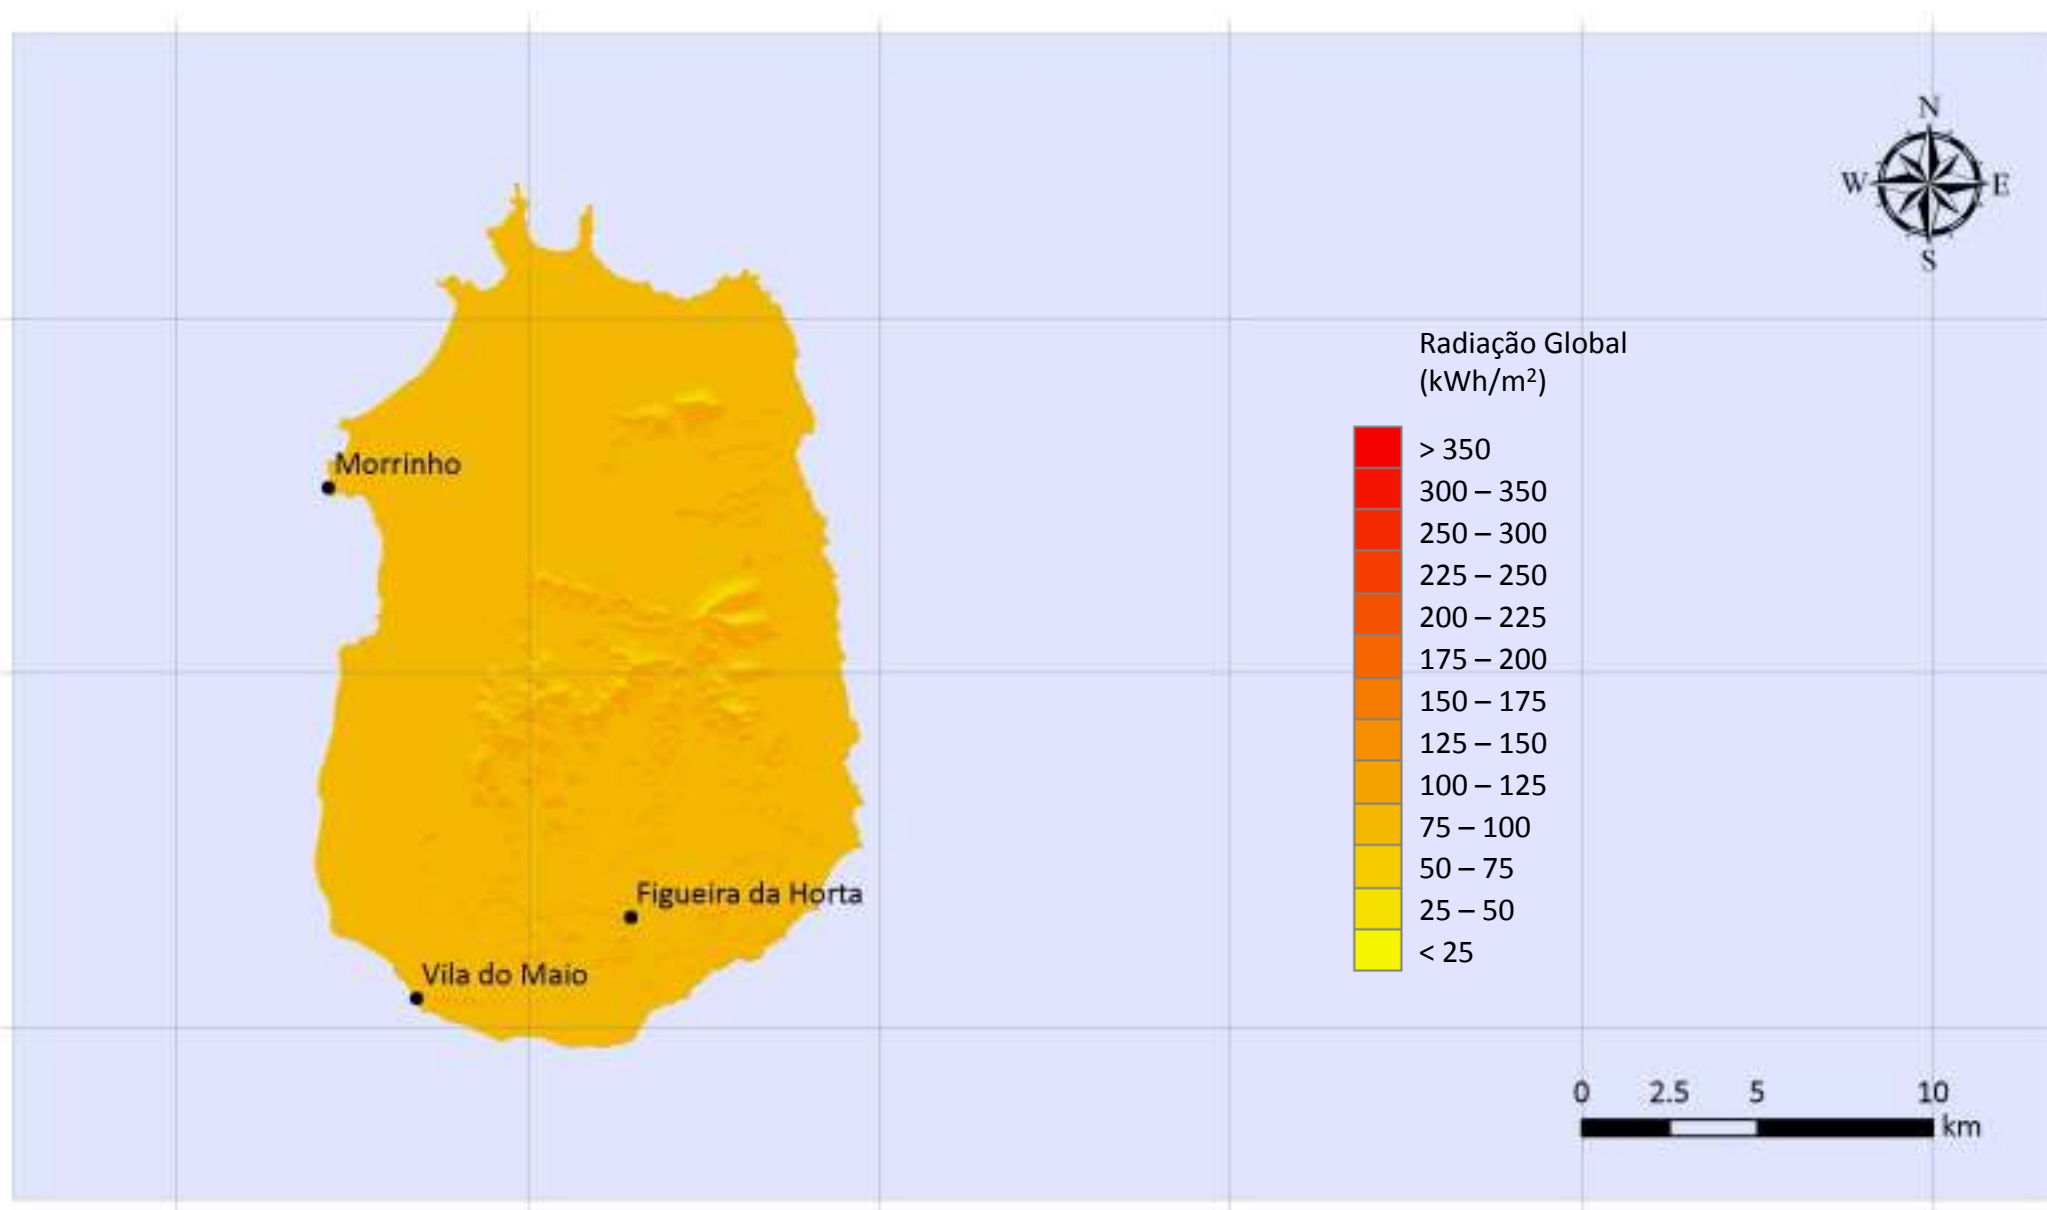 N
W
E
S
Radiação Global
(kWh/m²)
> 350
300 – 350
250 – 300
225 – 250
200 – 225
175 – 200
150 – 175
125 – 150
100 – 125
75 – 100
50 – 75
25 – 50
< 25
Morrinho
Figueira da Horta
Vila do Maio
0 2.5 5 10
km